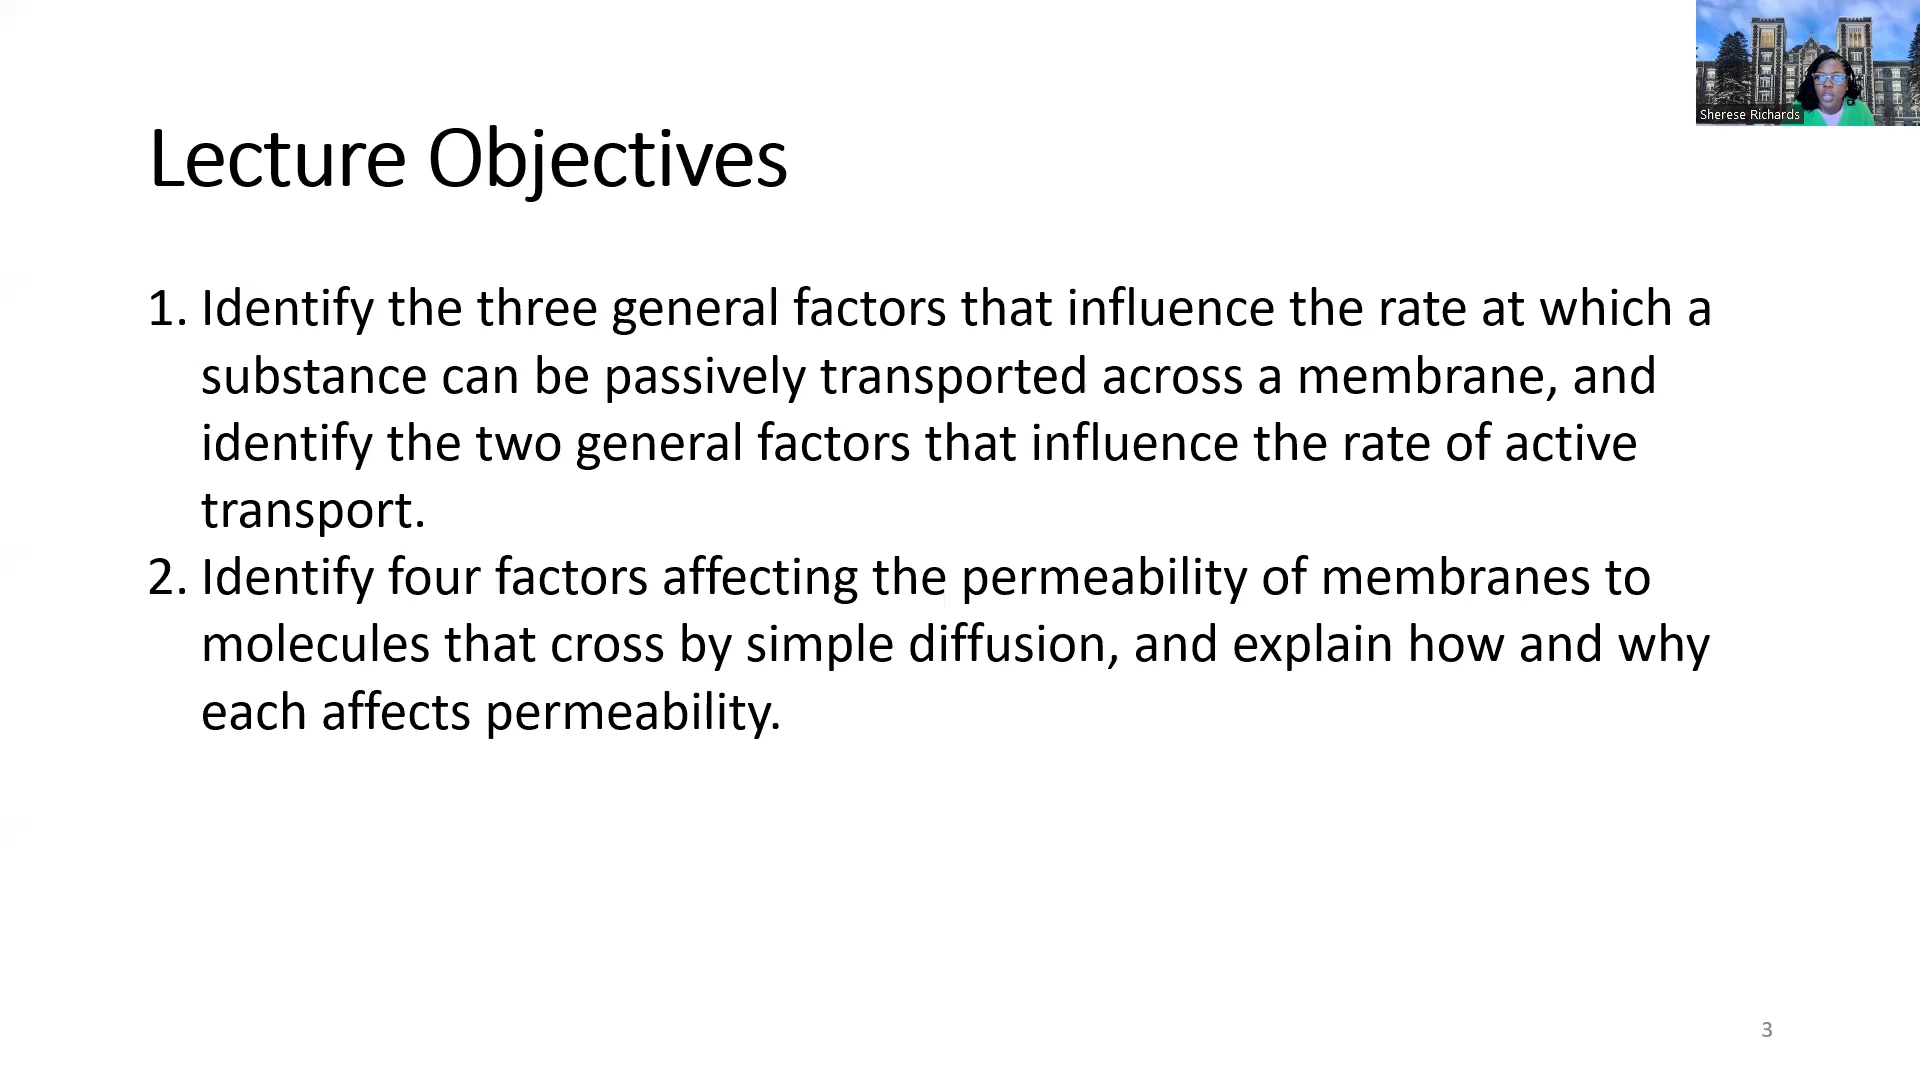 Sherese Richards
Lecture Objectives
1. Identify the three general factors that influence the rate at which a
substance can be passively transported across a membrane, and
identify the two general factors that influence the rate of active
transport.
2. Identify four factors affecting the permeability of membranes to
molecules that cross by simple diffusion, and explain how and why
each affects permeability.
3